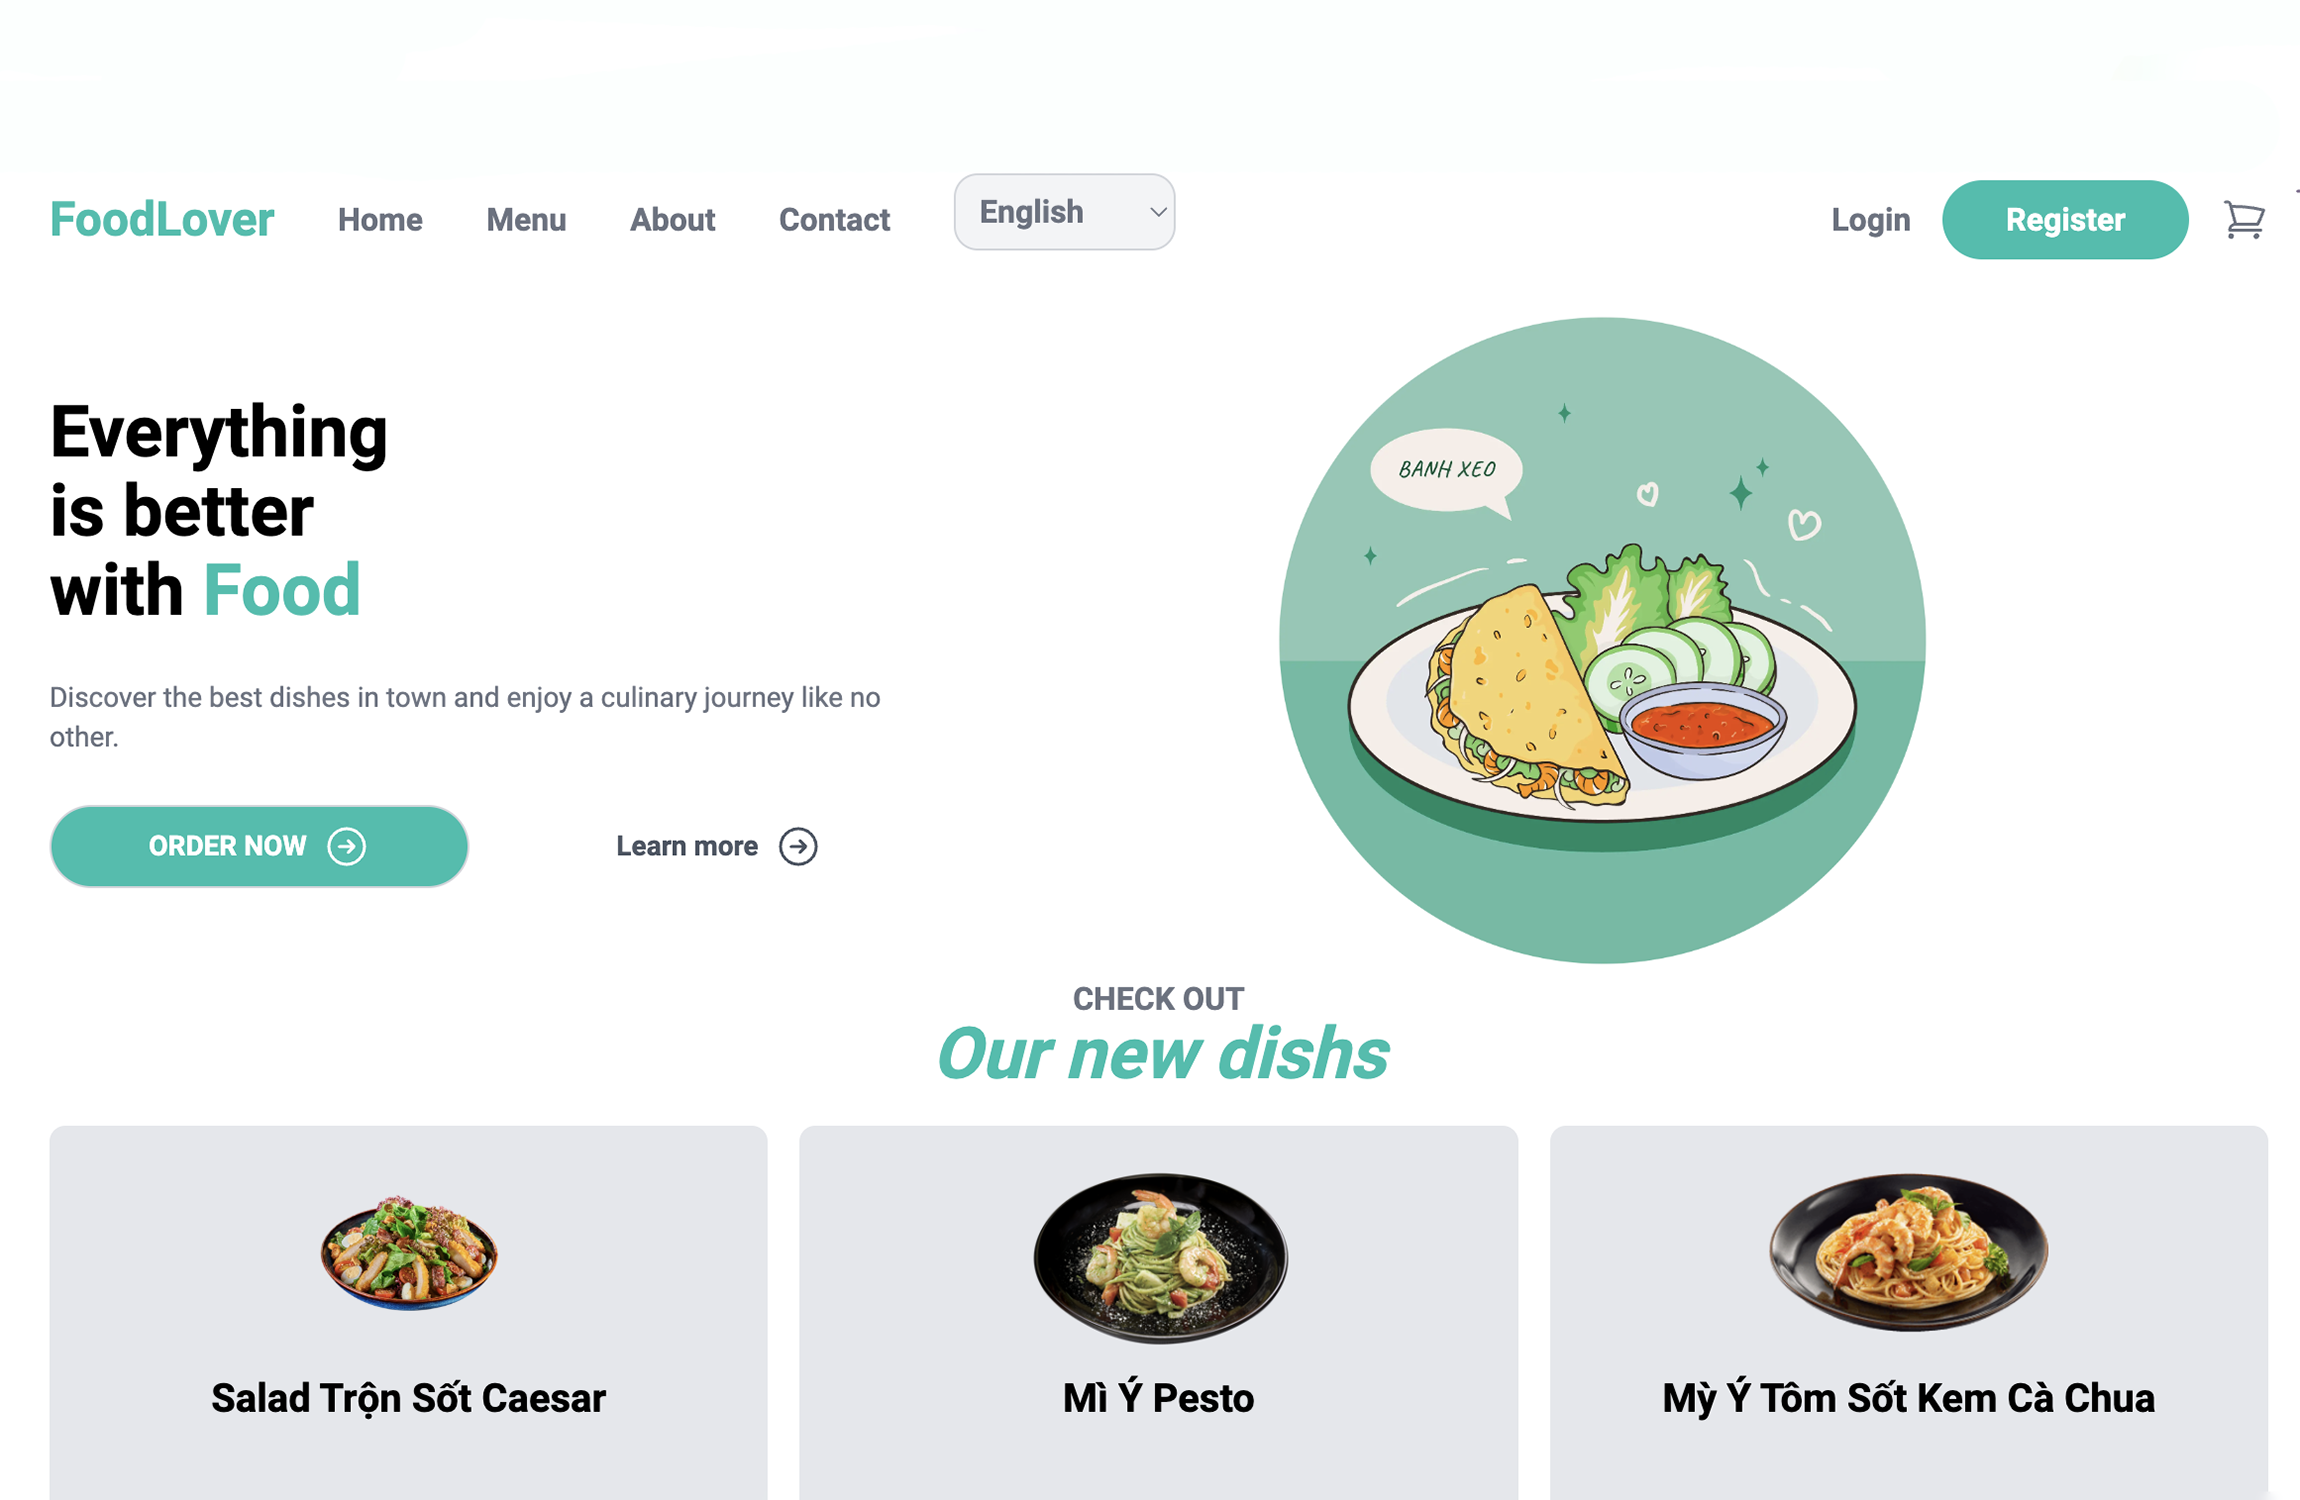 FoodLover Home Menu About Contact English Login Register
BANH XEO
Everything
is better
with Food
Discover the best dishes in town and enjoy a culinary journey like no
other.
ORDER NOW Learn more
CHECK OUT
Our new dishs
Salad Trộn Sốt Caesar
Mì Ý Pesto
Mỳ Ý Tôm Sốt Kem Cà Chua